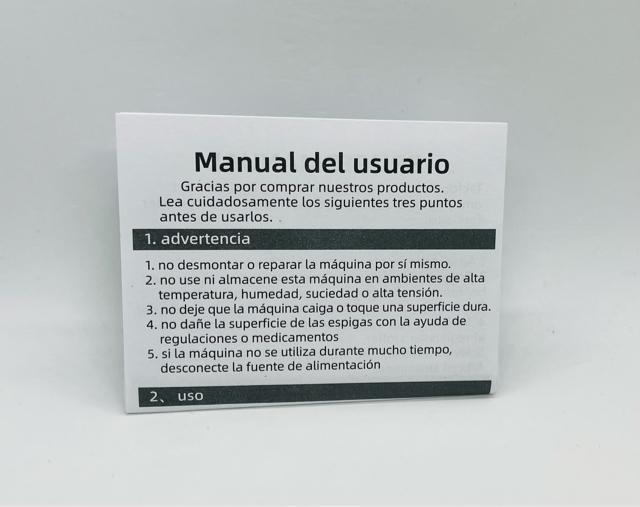 Manual del usuario
Gracias por comprar nuestros productos.
Lea cuidadosamente los siguientes tres puntos
antes de usarlos.
1. advertencia
1. no desmontar o reparar la máquina por sí mismo.
2. no use ni almacene esta máquina en ambientes de alta
temperatura, humedad, suciedad o alta tensión.
3. no deje que la máquina caiga o toque una superficie dura.
4. no dañe la superficie de las espigas con la ayuda de
regulaciones o medicamentos
5. si la máquina no se utiliza durante mucho tiempo,
desconecte la fuente de alimentación
2、 uso